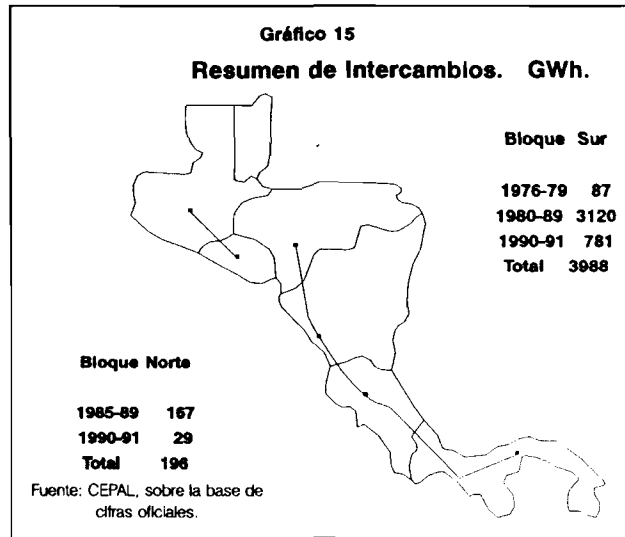 Gráfico 15
Resumen de Intercambios. GWh.
Bloque Sur
1976-79 87
1980-89 3120
1990-91 781
Total 3988
Bloque Norte
1985-89 167
1990-91 29
Total 196
Fuente: CEPAL, sobre la base de
cifras oficiales.